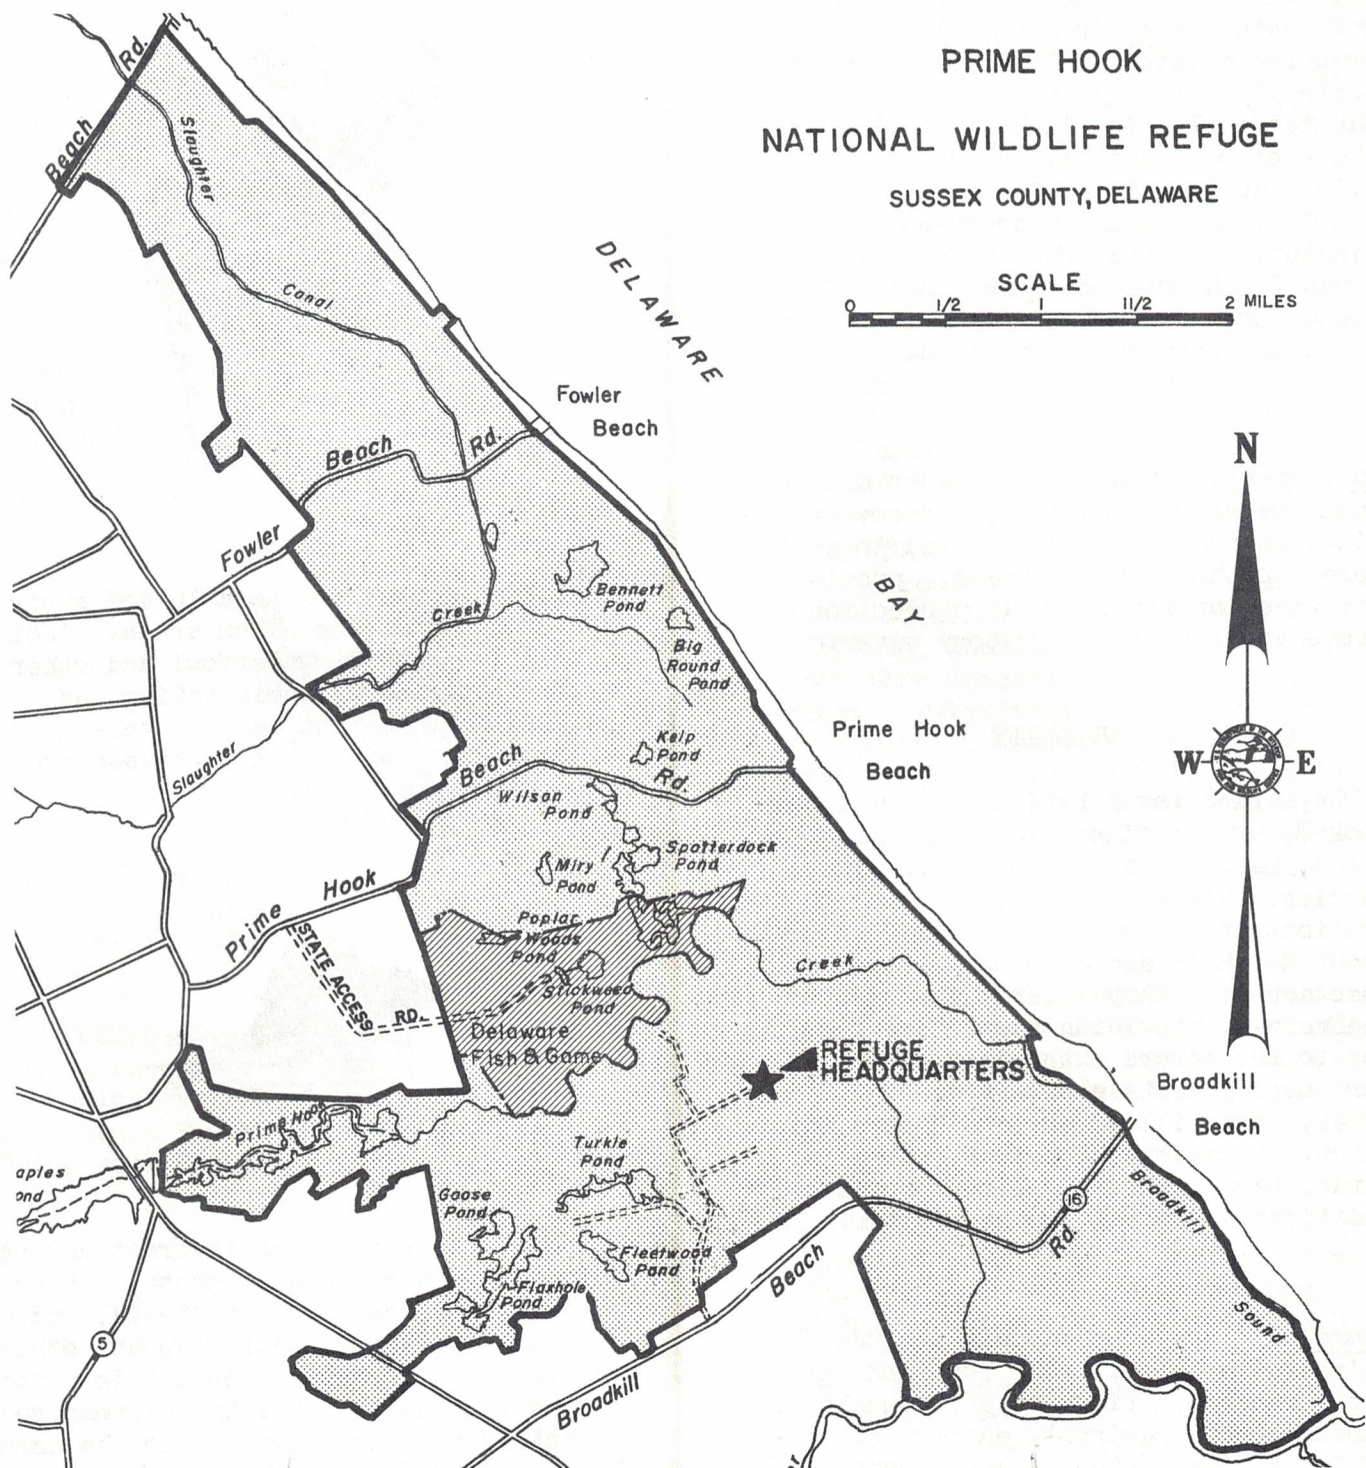 PRIME HOOK
NATIONAL WILDLIFE REFUGE
SUSSEX COUNTY, DELAWARE
SCALE
0 1/2 1 1 1/2 2 MILES
Beach Rd.
Slaughter
Canal
DELAWARE
BAY
Fowler
Beach
Fowler Beach Rd.
N
W E
Bennett
Pond
Creek
Big
Round
Pond
Slaughter
Kelp
Pond
Prime Hook
Beach
Prime Hook Beach Rd.
Wilson
Pond
Spatterdock
Pond
Miry
Pond
Poplar
Woods
Pond
STATE ACCESS RD.
Stickweed
Pond
Creek
Delaware
Fish & Game
REFUGE
HEADQUARTERS
Broadkill
Beach
Prime Hook
aples
ond
Turkle
Pond
Goose
Pond
Fleetwood
Pond
Flaxhole
Pond
Broadkill Beach Rd.
16
Broadkill Sound
5